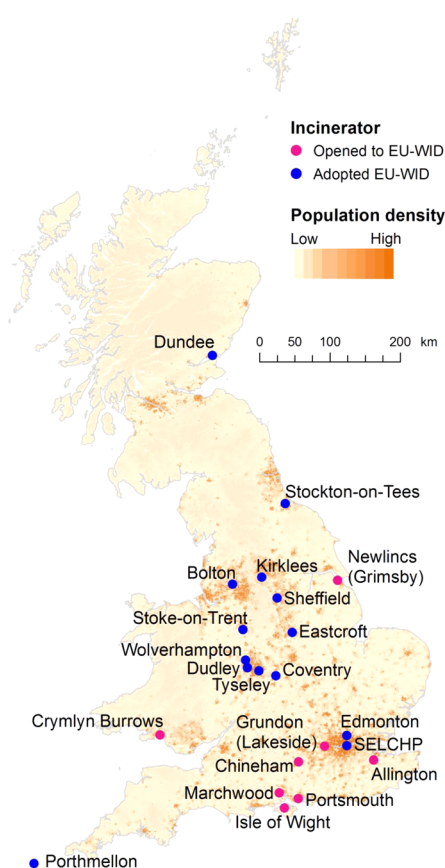 Incinerator
Opened to EU-WID
Adopted EU-WID
Population density
Low High
Dundee
0 100 200
km
Stockton-on-Tees
Newlincs
(Grimsby)
Kirklees
Bolton
Sheffield
Stoke-on-Trent
Eastcroft
Wolverhampton
Dudley
Tyseley
Coventry
Crymlyn Burrows
Grundon
(Lakeside)
Edmonton
SELCHP
Chineham
Allington
Marchwood
Portsmouth
Isle of Wight
Porthmellon